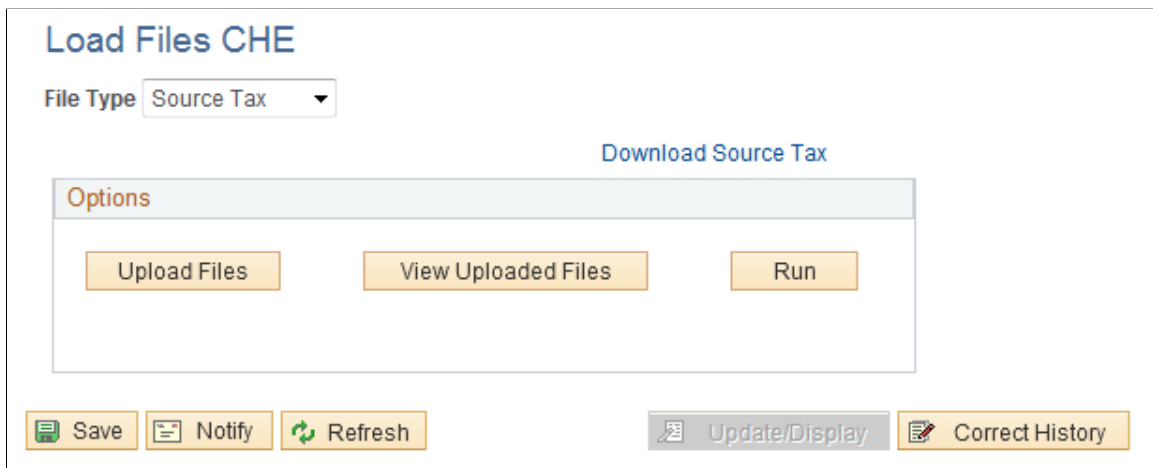 Load Files CHE
File Type Source Tax
Download Source Tax
Options
Upload Files View Uploaded Files Run
Save Notify Refresh Update/Display Correct History